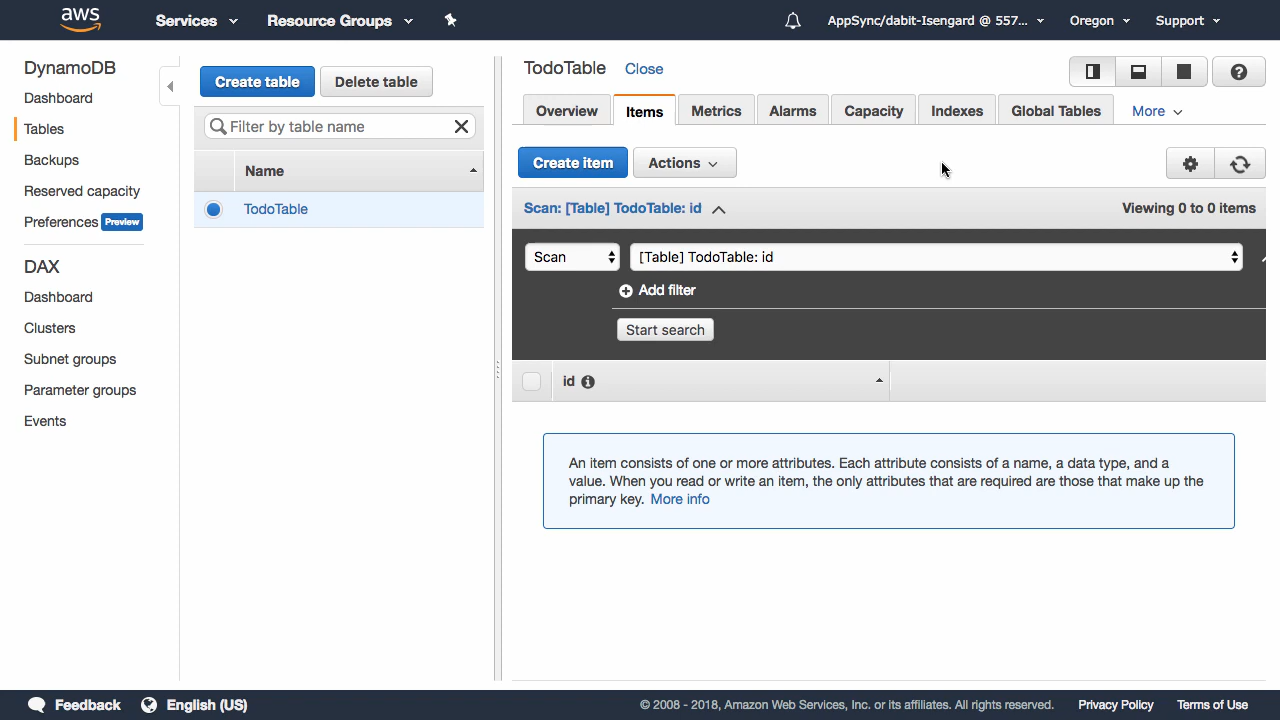 aws
Services
Resource Groups
AppSync/dabit-Isengard @ 557...
Oregon
Support
DynamoDB
Dashboard
Tables
Backups
Reserved capacity
Preferences Preview
DAX
Dashboard
Clusters
Subnet groups
Parameter groups
Events
Create table
Delete table
Filter by table name
Name
TodoTable
TodoTable Close
Overview
Items
Metrics
Alarms
Capacity
Indexes
Global Tables
More
Create item
Actions
Scan: [Table] TodoTable: id
Viewing 0 to 0 items
Scan
[Table] TodoTable: id
Add filter
Start search
id
An item consists of one or more attributes. Each attribute consists of a name, a data type, and a
value. When you read or write an item, the only attributes that are required are those that make up the
primary key. More info
Feedback
English (US)
© 2008 - 2018, Amazon Web Services, Inc. or its affiliates. All rights reserved.
Privacy Policy
Terms of Use